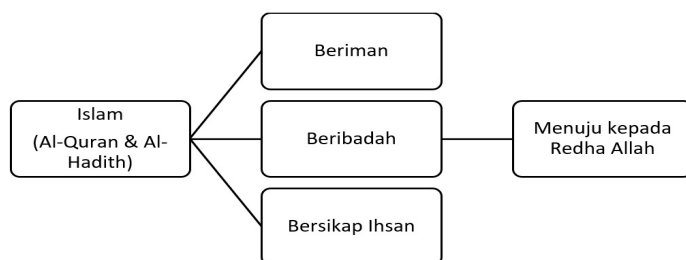 Islam
(Al-Quran & Al-
Hadith)
Beriman
Beribadah
Bersikap Ihsan
Menuju kepada
Redha Allah